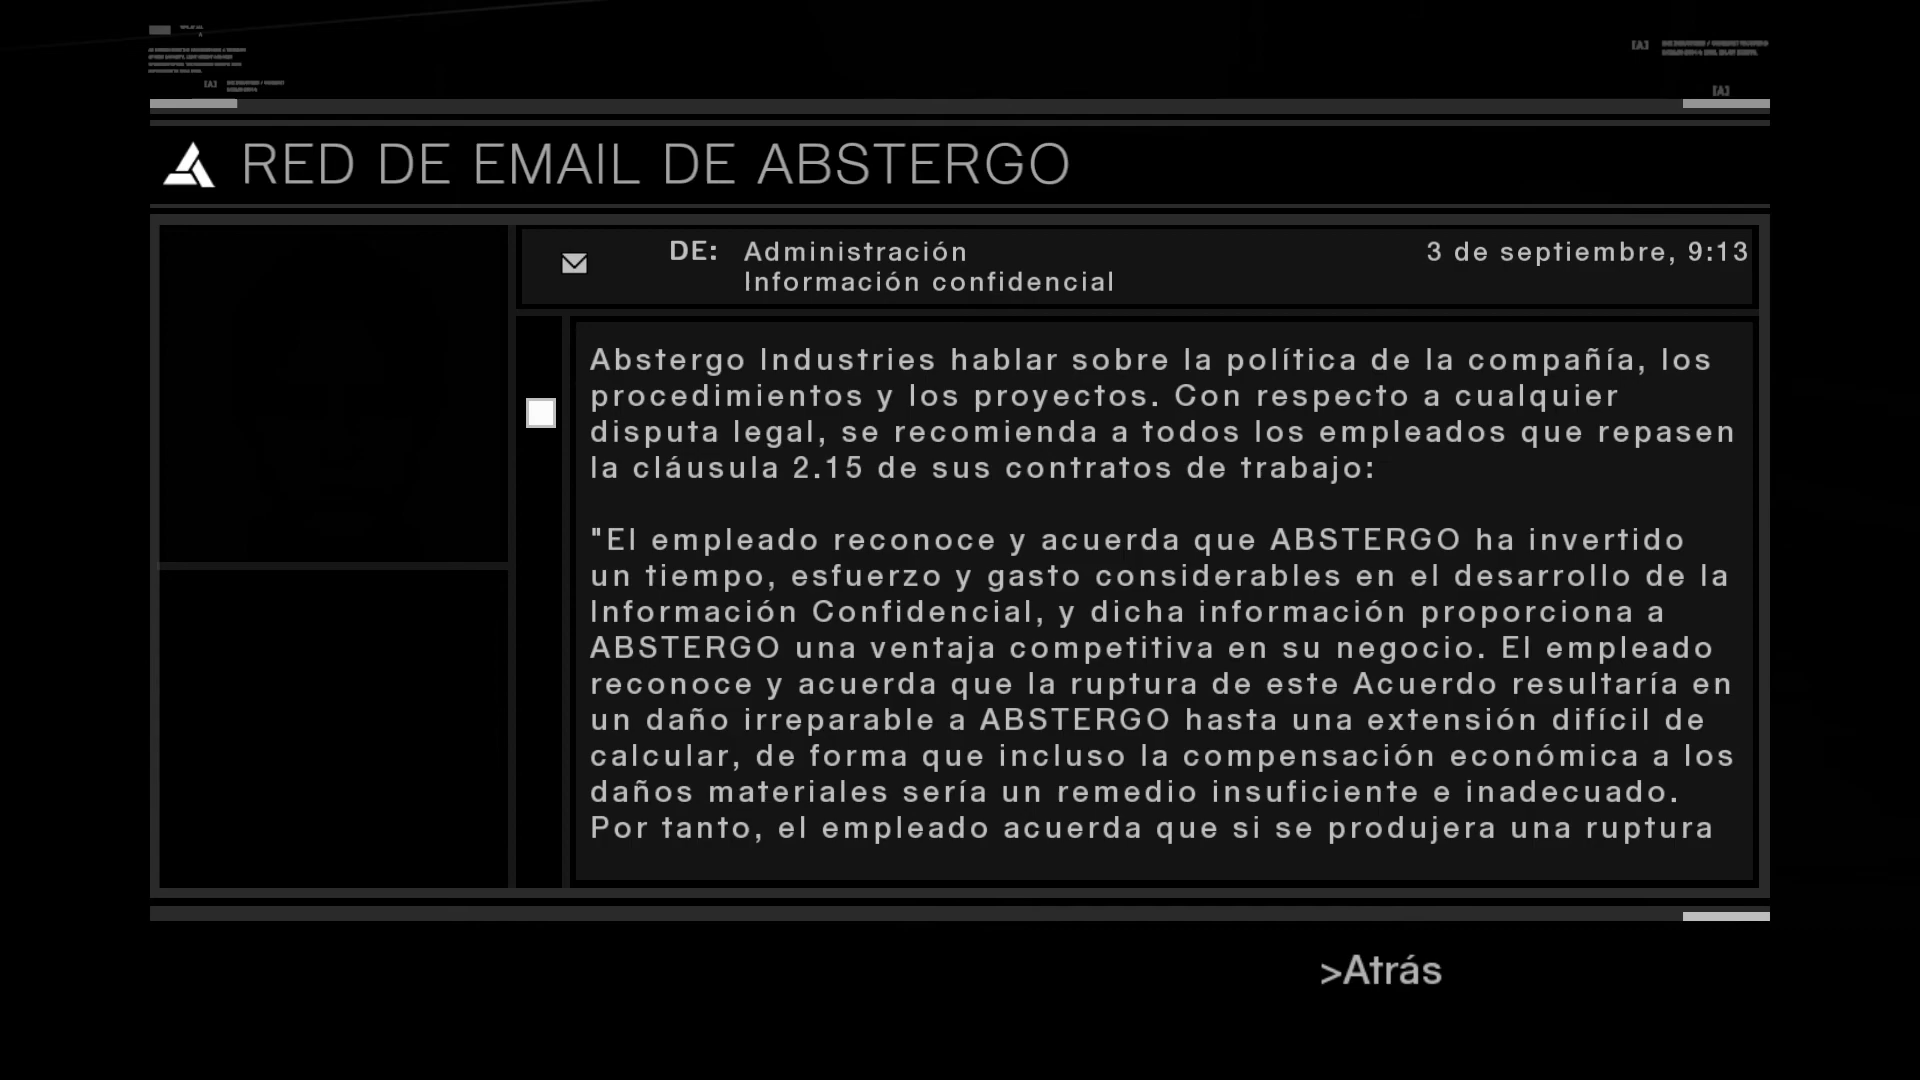 RED DE EMAIL DE ABSTERGO
DE: Administración
3 de septiembre, 9:13
Información confidencial
Abstergo Industries hablar sobre la política de la compañía, los
procedimientos y los proyectos. Con respecto a cualquier
disputa legal, se recomienda a todos los empleados que repasen
la cláusula 2.15 de sus contratos de trabajo:
"El empleado reconoce y acuerda que ABSTERGO ha invertido
un tiempo, esfuerzo y gasto considerables en el desarrollo de la
Información Confidencial, y dicha información proporciona a
ABSTERGO una ventaja competitiva en su negocio. El empleado
reconoce y acuerda que la ruptura de este Acuerdo resultaría en
un daño irreparable a ABSTERGO hasta una extensión difícil de
calcular, de forma que incluso la compensación económica a los
daños materiales sería un remedio insuficiente e inadecuado.
Por tanto, el empleado acuerda que si se produjera una ruptura
>Atrás